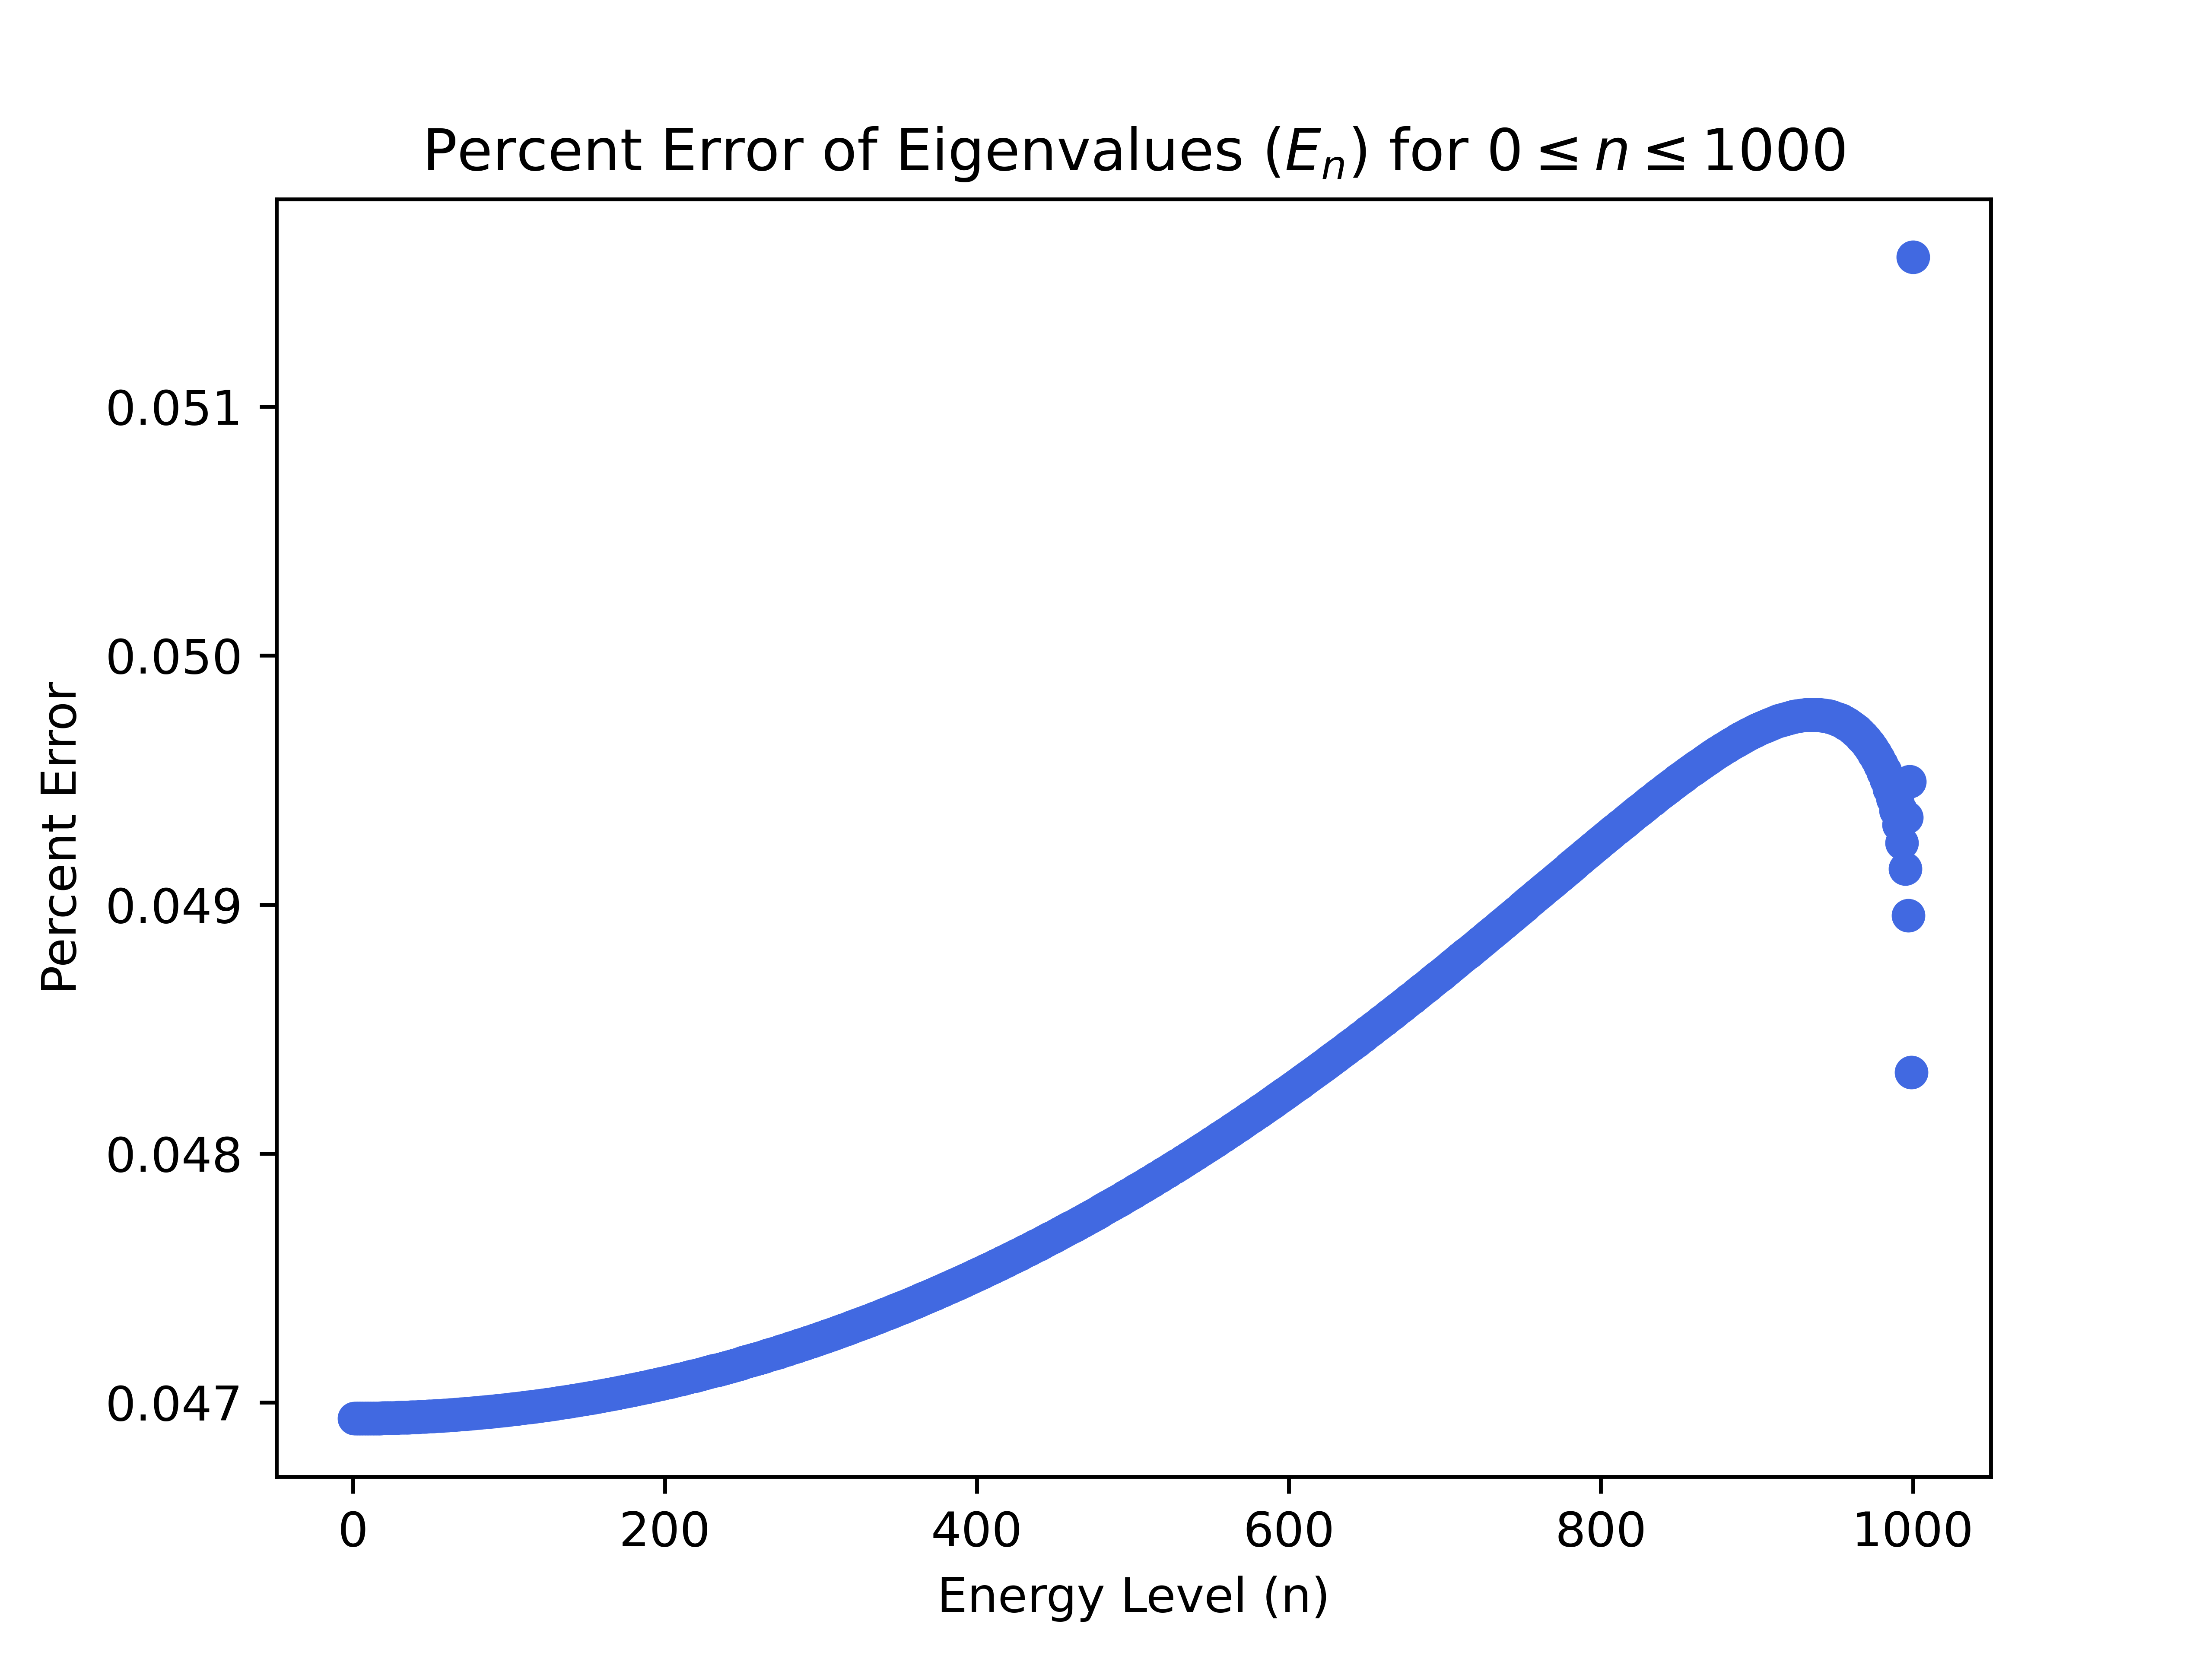 Percent Error of Eigenvalues (Eₙ) for 0 ≤ n ≤ 1000
Percent Error
0.051
0.050
0.049
0.048
0.047
0 200 400 600 800 1000
Energy Level (n)